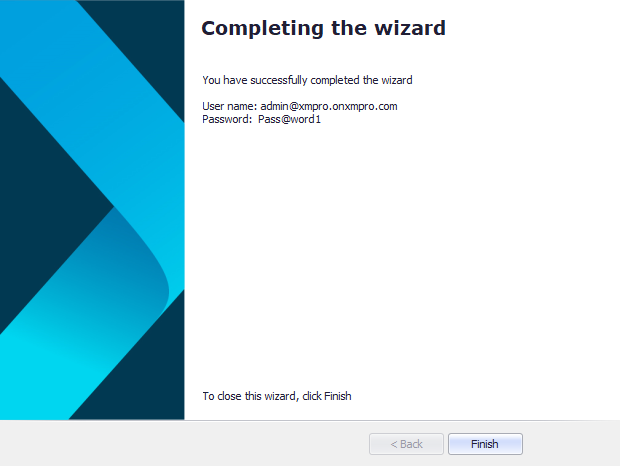 Completing the wizard
You have successfully completed the wizard
User name: admin@xmpro.onxmpro.com
Password: Pass@word1
To close this wizard, click Finish
< Back
Finish